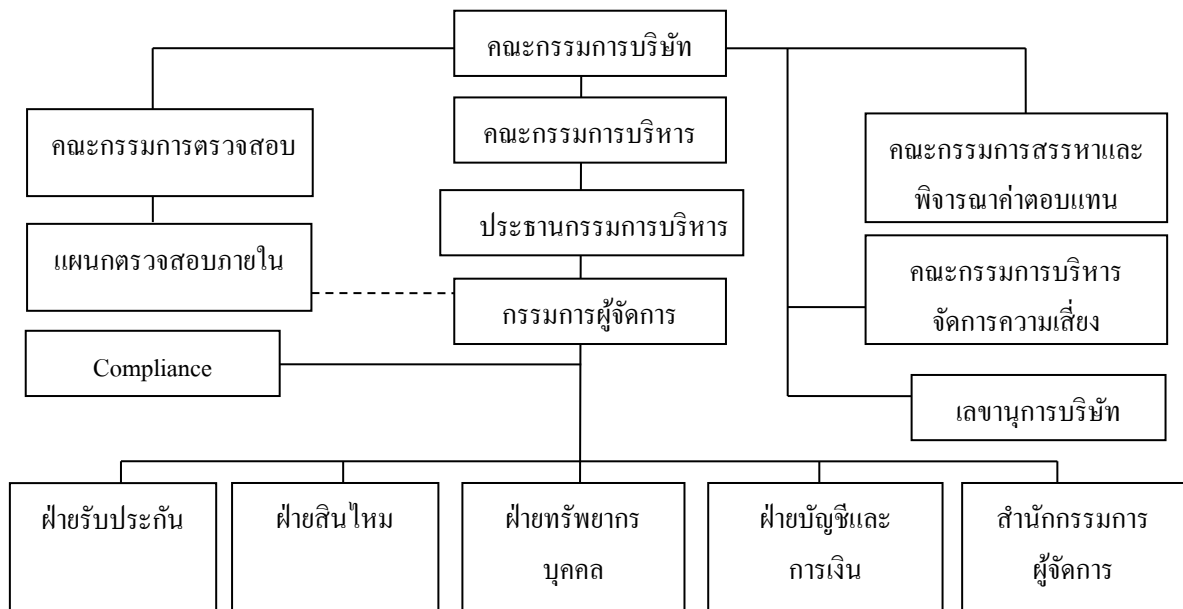 คณะกรรมการบริษัท
คณะกรรมการตรวจสอบ
คณะกรรมการบริหาร
คณะกรรมการสรรหาและ
พิจารณาค่าตอบแทน
ประธานกรรมการบริหาร
แผนกตรวจสอบภายใน
คณะกรรมการบริหาร
จัดการความเสี่ยง
กรรมการผู้จัดการ
Compliance
เลขานุการบริษัท
ฝ่ายรับประกัน
ฝ่ายสินไหม
ฝ่ายทรัพยากร
บุคคล
ฝ่ายบัญชีและ
การเงิน
สำนักกรรมการ
ผู้จัดการ